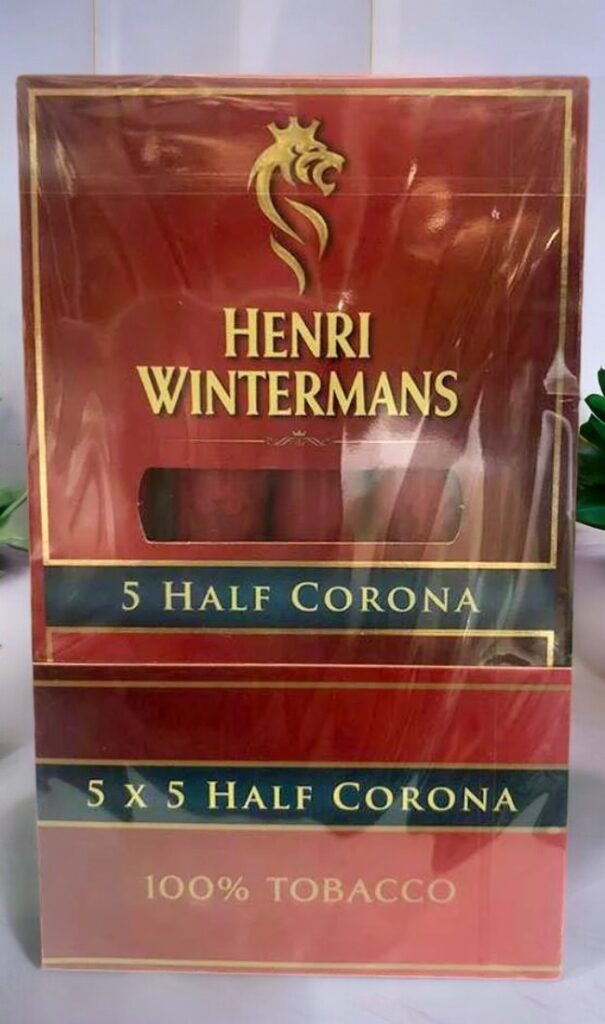 HENRI
WINTERMANS
5 HALF CORONA
5 X 5 HALF CORONA
100% TOBACCO